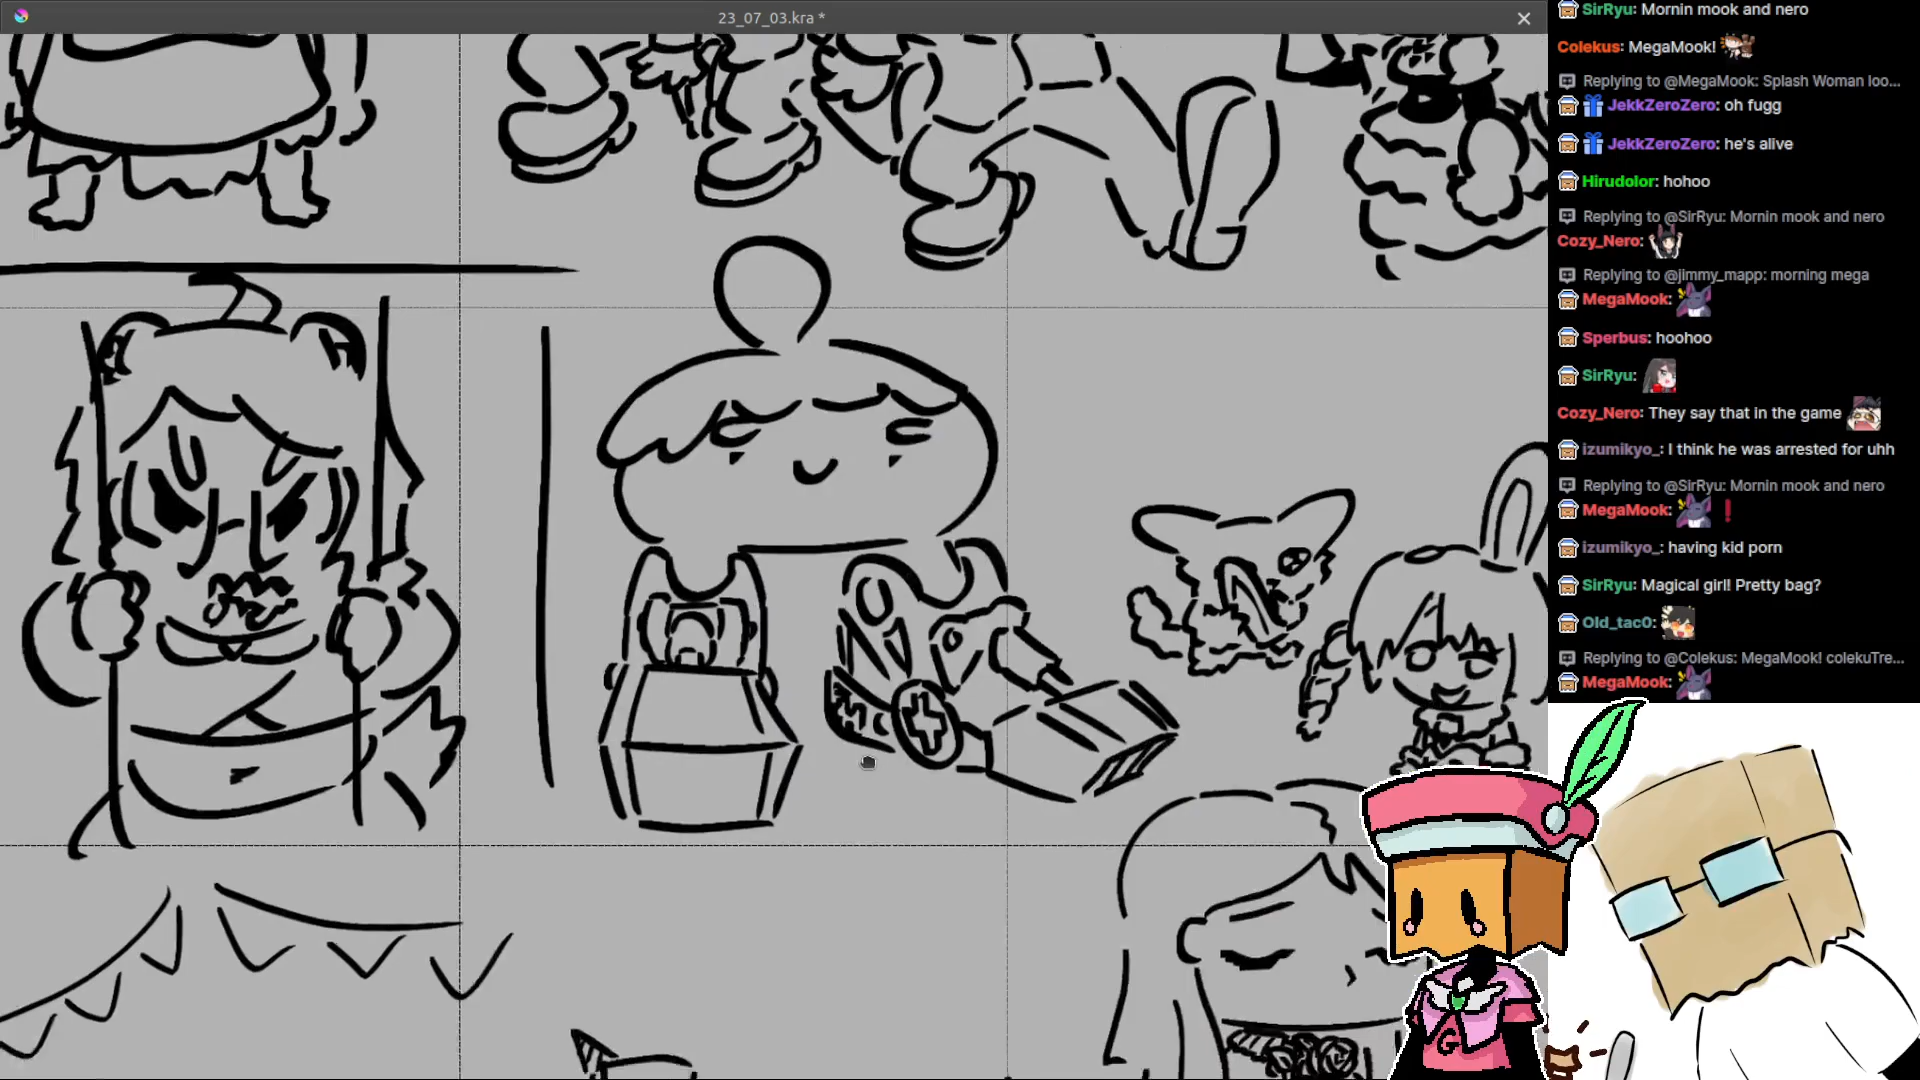 23_07_03.kra *
SirRyu: Mornin mook and nero
Colekus: MegaMook!
Replying to @MegaMook: Splash Woman loo...
JekkZeroZero: oh fugg
JekkZeroZero: he's alive
Hirudolor: hohoo
Replying to @SirRyu: Mornin mook and nero
Cozy_Nero:
Replying to @jimmy_mapp: morning mega
MegaMook:
Sperbus: hoohoo
SirRyu:
Cozy_Nero: They say that in the game
izumikyo_: I think he was arrested for uhh
Replying to @SirRyu: Mornin mook and nero
MegaMook:
izumikyo_: having kid porn
SirRyu: Magical girl! Pretty bag?
Old_tac0:
Replying to @Colekus: MegaMook! colekuTre...
MegaMook:
G